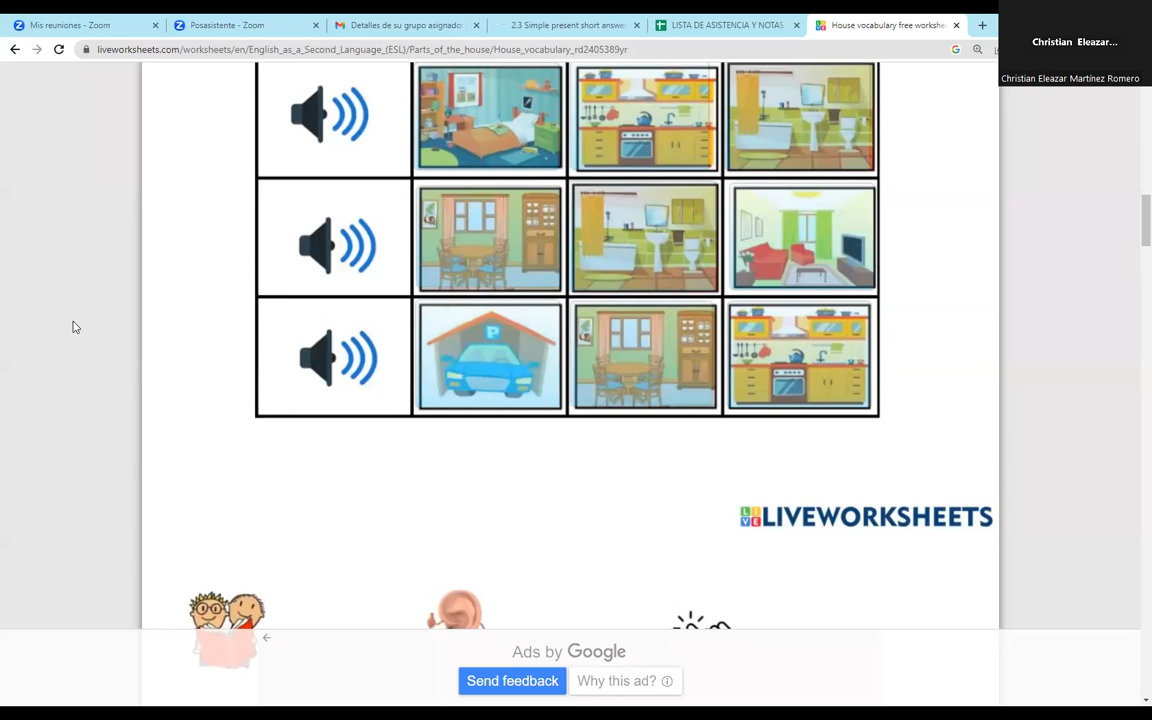 Mis reuniones - Zoom
Posasistente - Zoom
Detalles de su grupo asignado
2.3 Simple present short answe
LISTA DE ASISTENCIA Y NOTAS
House vocabulary free workshe
Christian Eleazar...
liveworksheets.com/worksheets/en/English_as_a_Second_Language_(ESL)/Parts_of_the_house/House_vocabulary_rd2405389yr
Christian Eleazar Martínez Romero
P
LIVEWORKSHEETS
Ads by Google
Send feedback
Why this ad?